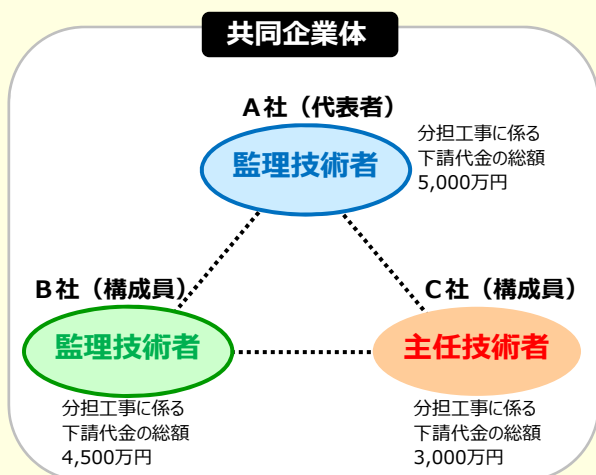 共同企業体
A社（代表者）
監理技術者
分担工事に係る
下請代金の総額
5,000万円
B社（構成員）
監理技術者
分担工事に係る
下請代金の総額
4,500万円
C社（構成員）
主任技術者
分担工事に係る
下請代金の総額
3,000万円